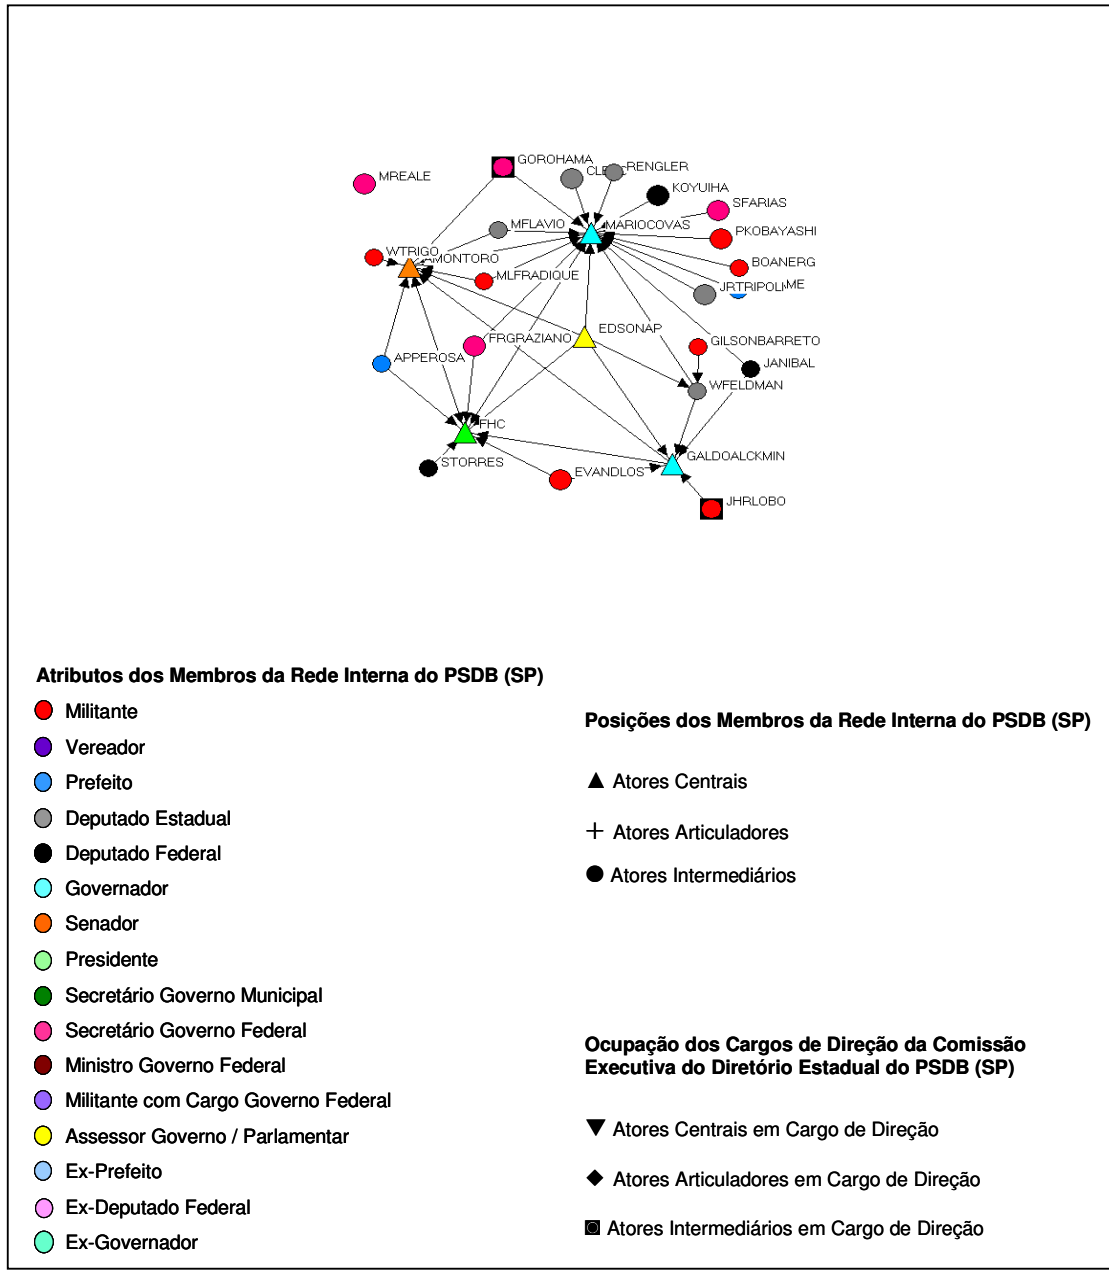 GOROHAMA
RENGLER
MREALE
KOYUIHA
SFARIAS
MFLAVIO
MARIOCOVAS
PKOBAYASHI
WTRIGO
AMONTORO
BOANERG
MLFRADIQUE
JRTRIPOLI
ME
EDSONAP
FRGRAZIANO
GILSONBARRETO
APPEROSA
JANIBAL
WFELDMAN
FHC
STORRES
EVANDLOS
GALDOALCKMIN
JHRLOBO
Atributos dos Membros da Rede Interna do PSDB (SP)
Militante
Vereador
Prefeito
Deputado Estadual
Deputado Federal
Governador
Senador
Presidente
Secretário Governo Municipal
Secretário Governo Federal
Ministro Governo Federal
Militante com Cargo Governo Federal
Assessor Governo / Parlamentar
Ex-Prefeito
Ex-Deputado Federal
Ex-Governador
Posições dos Membros da Rede Interna do PSDB (SP)
Atores Centrais
Atores Articuladores
Atores Intermediários
Ocupação dos Cargos de Direção da Comissão
Executiva do Diretório Estadual do PSDB (SP)
Atores Centrais em Cargo de Direção
Atores Articuladores em Cargo de Direção
Atores Intermediários em Cargo de Direção